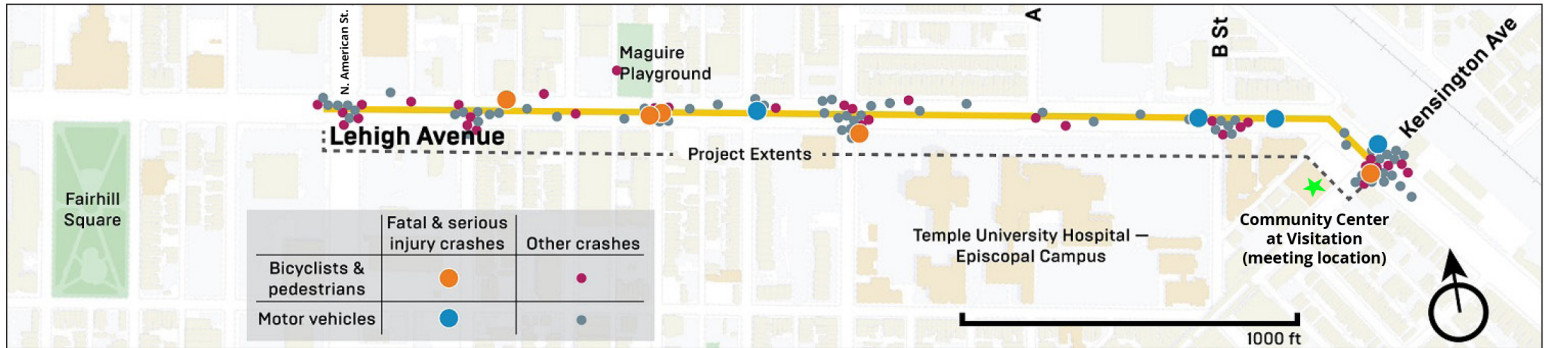 N. American St.
A
B St
Kensington Ave
Maguire
Playground
Lehigh Avenue
Project Extents
Fairhill
Square
Temple University Hospital —
Episcopal Campus
Community Center
at Visitation
(meeting location)
Fatal & serious
injury crashes
Other crashes
Bicyclists &
pedestrians
Motor vehicles
1000 ft